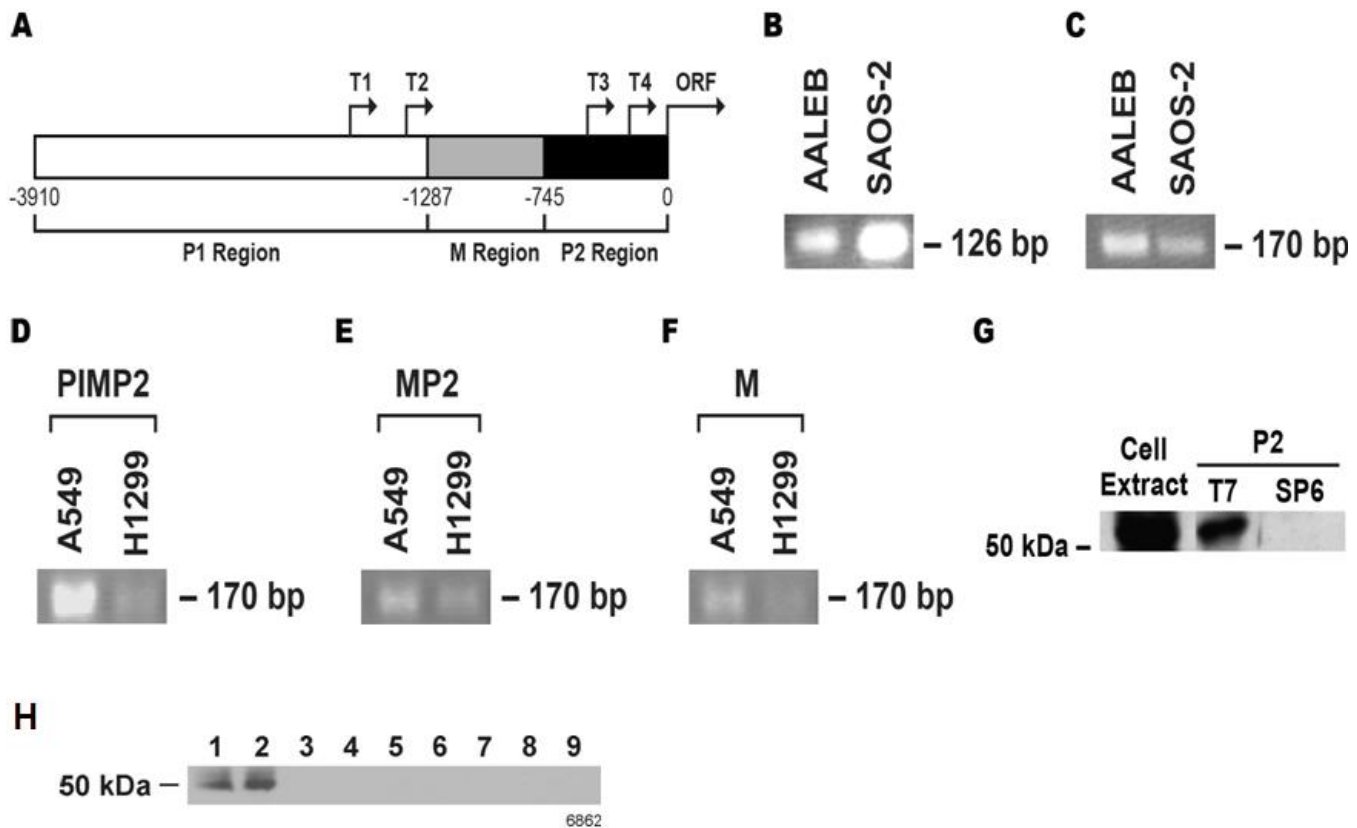 A
T1 T2 T3 T4 ORF
-3910 -1287 -745 0
P1 Region M Region P2 Region
B
AALEB SAOS-2
– 126 bp
C
AALEB SAOS-2
– 170 bp
D
PIMP2
A549 H1299
– 170 bp
E
MP2
A549 H1299
– 170 bp
F
M
A549 H1299
– 170 bp
G
Cell P2
Extract T7 SP6
50 kDa –
H
1 2 3 4 5 6 7 8 9
50 kDa –
6862